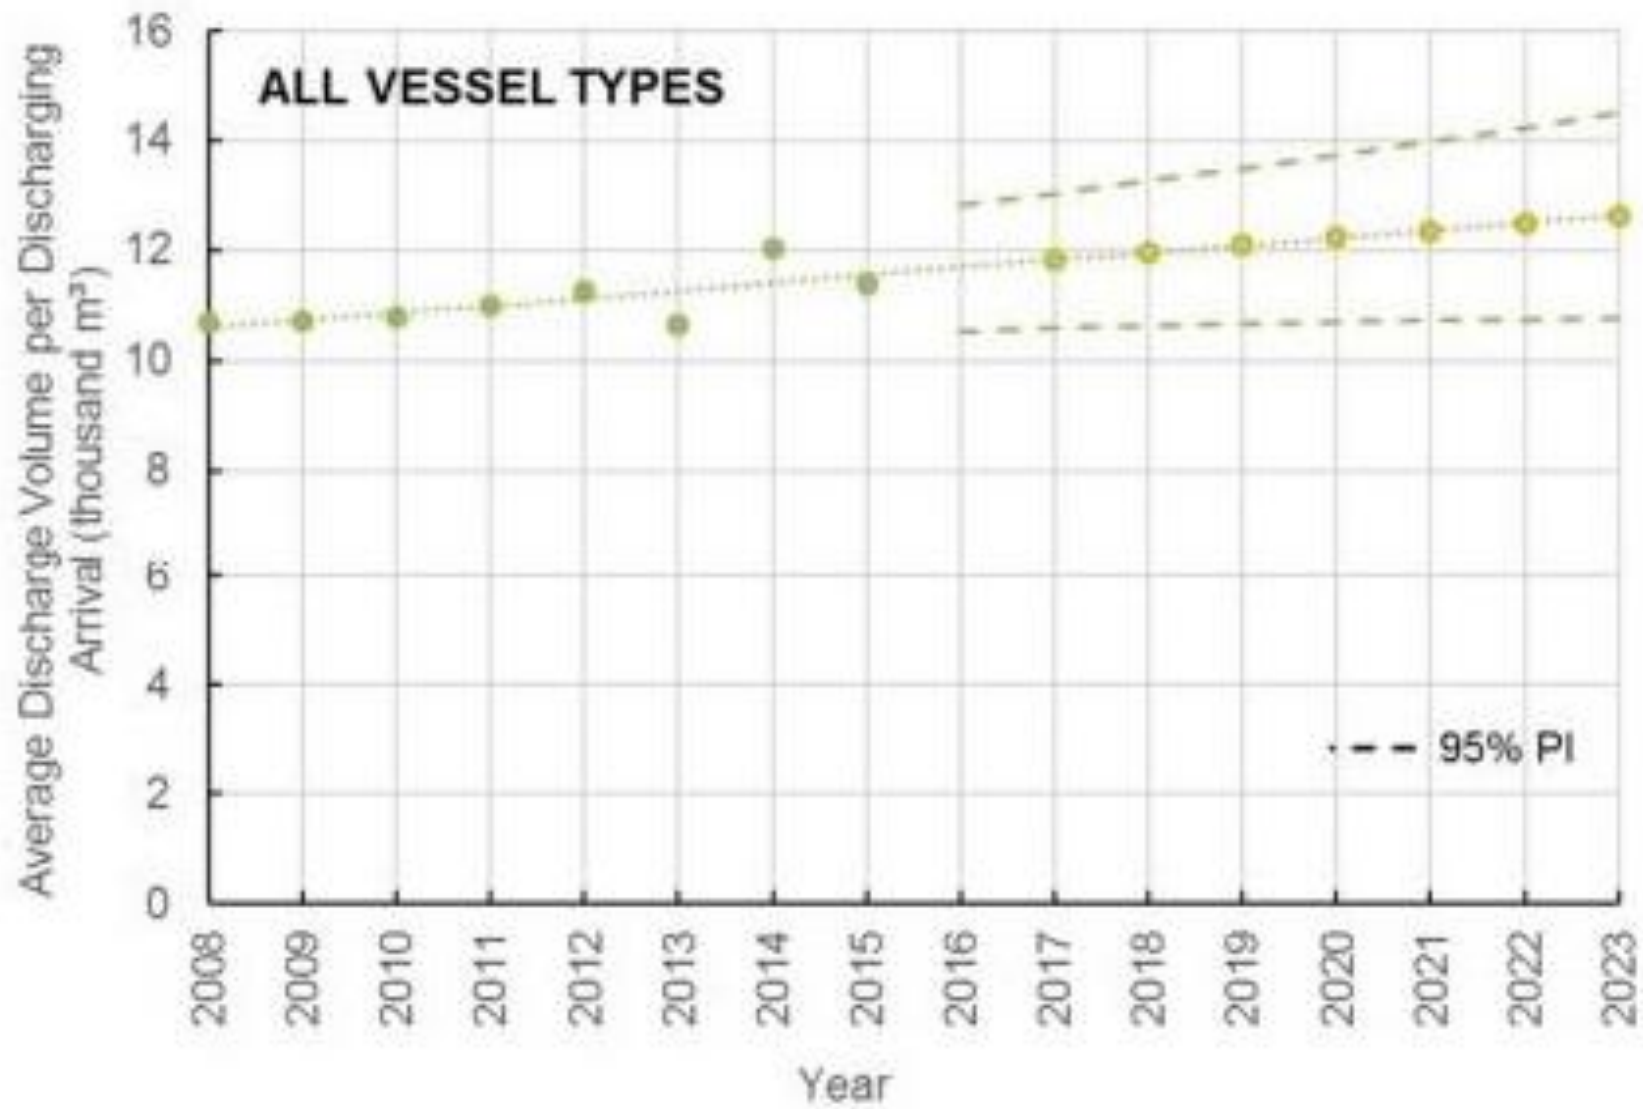 ALL VESSEL TYPES
Average Discharge Volume per Discharging
Arrival (thousand m³)
16
14
12
10
8
6
4
2
0
95% PI
2008 2009 2010 2011 2012 2013 2014 2015 2016 2017 2018 2019 2020 2021 2022 2023
Year